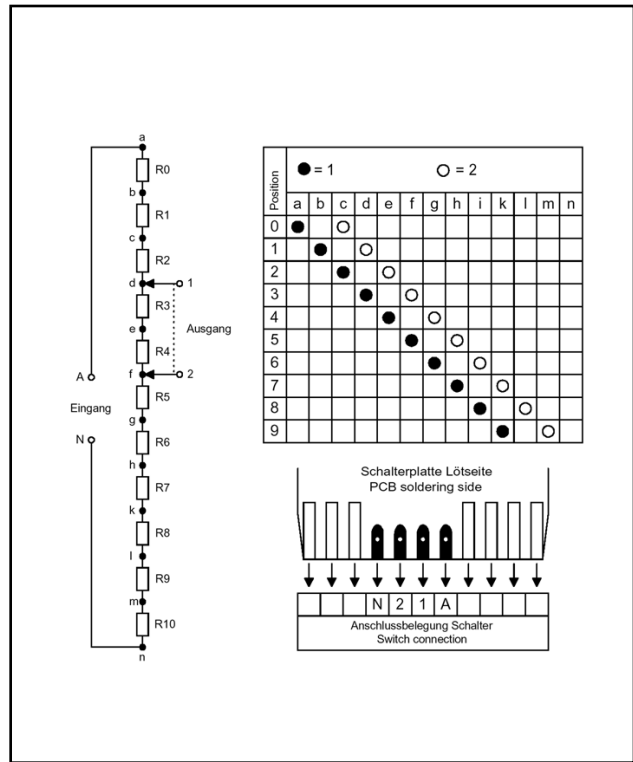 a
R0
b
R1
c
R2
d
1
R3
e
Ausgang
R4
A
f
2
R5
Eingang
g
N
R6
h
R7
k
R8
l
R9
m
R10
n
Position
= 1 = 2
a b c d e f g h i k l m n
0
1
2
3
4
5
6
7
8
9
Schalterplatte Lötseite
PCB soldering side
N 2 1 A
Anschlussbelegung Schalter
Switch connection